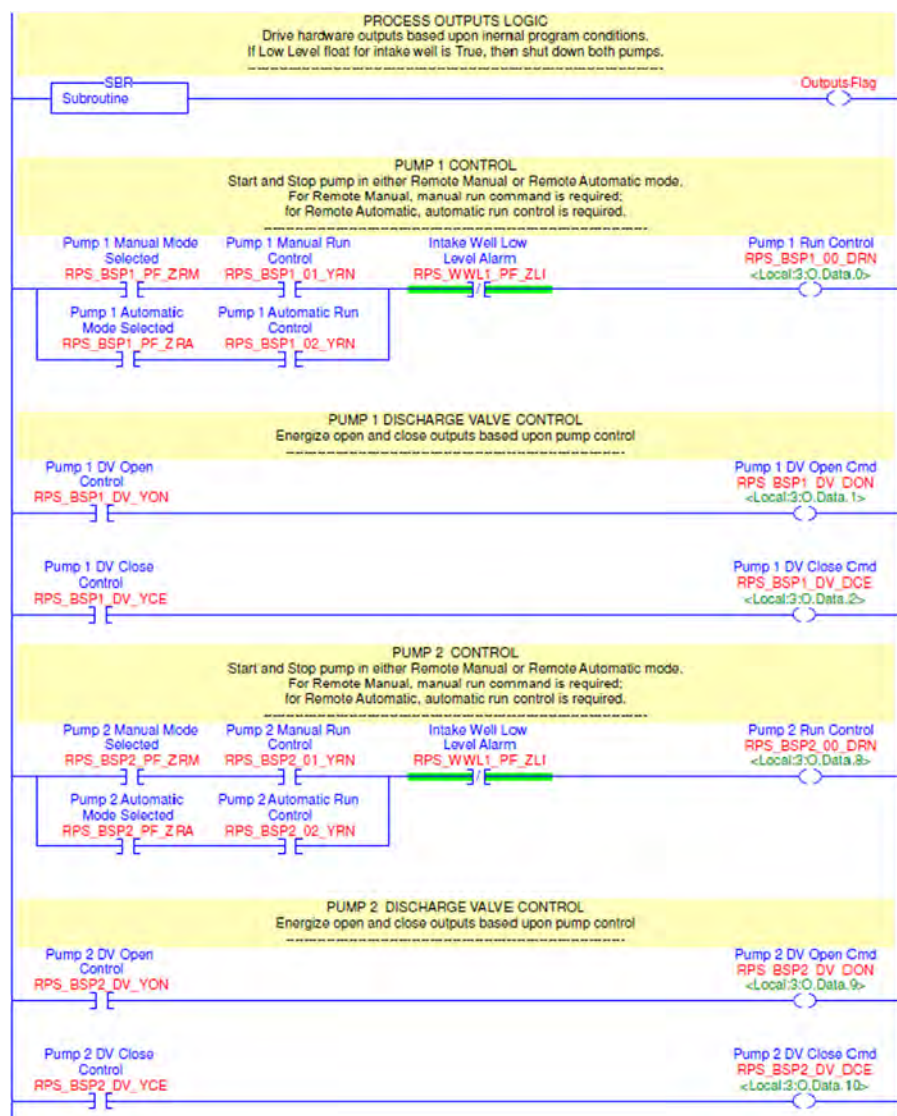 PROCESS OUTPUTS LOGIC
Drive hardware outputs based upon inernal program conditions.
If Low Level float for intake well is True, then shut down both pumps.
SBR
Subroutine
OutputsFlag
PUMP 1 CONTROL
Start and Stop pump in either Remote Manual or Remote Automatic mode.
For Remote Manual, manual run command is required;
for Remote Automatic, automatic run control is required.
Pump 1 Manual Mode
Selected
RPS_BSP1_PF_ZRM
Pump 1 Manual Run
Control
RPS_BSP1_01_YRN
Intake Well Low
Level Alarm
RPS_WWL1_PF_ZLI
Pump 1 Run Control
RPS_BSP1_00_DRN
<Local:3:O.Data.0>
Pump 1 Automatic
Mode Selected
RPS_BSP1_PF_ZRA
Pump 1 Automatic Run
Control
RPS_BSP1_02_YRN
PUMP 1 DISCHARGE VALVE CONTROL
Energize open and close outputs based upon pump control
Pump 1 DV Open
Control
RPS_BSP1_DV_YON
Pump 1 DV Open Cmd
RPS_BSP1_DV_DON
<Local:3:O.Data.1>
Pump 1 DV Close
Control
RPS_BSP1_DV_YCE
Pump 1 DV Close Cmd
RPS_BSP1_DV_DCE
<Local:3:O.Data.2>
PUMP 2 CONTROL
Start and Stop pump in either Remote Manual or Remote Automatic mode.
For Remote Manual, manual run command is required;
for Remote Automatic, automatic run control is required.
Pump 2 Manual Mode
Selected
RPS_BSP2_PF_ZRM
Pump 2 Manual Run
Control
RPS_BSP2_01_YRN
Intake Well Low
Level Alarm
RPS_WWL1_PF_ZLI
Pump 2 Run Control
RPS_BSP2_00_DRN
<Local:3:O.Data.8>
Pump 2 Automatic
Mode Selected
RPS_BSP2_PF_ZRA
Pump 2 Automatic Run
Control
RPS_BSP2_02_YRN
PUMP 2 DISCHARGE VALVE CONTROL
Energize open and close outputs based upon pump control
Pump 2 DV Open
Control
RPS_BSP2_DV_YON
Pump 2 DV Open Cmd
RPS_BSP2_DV_DON
<Local:3:O.Data.9>
Pump 2 DV Close
Control
RPS_BSP2_DV_YCE
Pump 2 DV Close Cmd
RPS_BSP2_DV_DCE
<Local:3:O.Data.10>